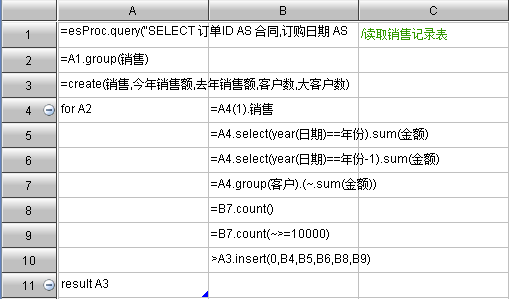 A B C
1 =esProc.query("SELECT 订单ID AS 合同,订购日期 AS /读取销售记录表
2 =A1.group(销售)
3 =create(销售,今年销售额,去年销售额,客户数,大客户数)
4 for A2 =A4(1).销售
5 =A4.select(year(日期)==年份).sum(金额)
6 =A4.select(year(日期)==年份-1).sum(金额)
7 =A4.group(客户).(~.sum(金额))
8 =B7.count()
9 =B7.count(~>=10000)
10 >A3.insert(0,B4,B5,B6,B8,B9)
11 result A3